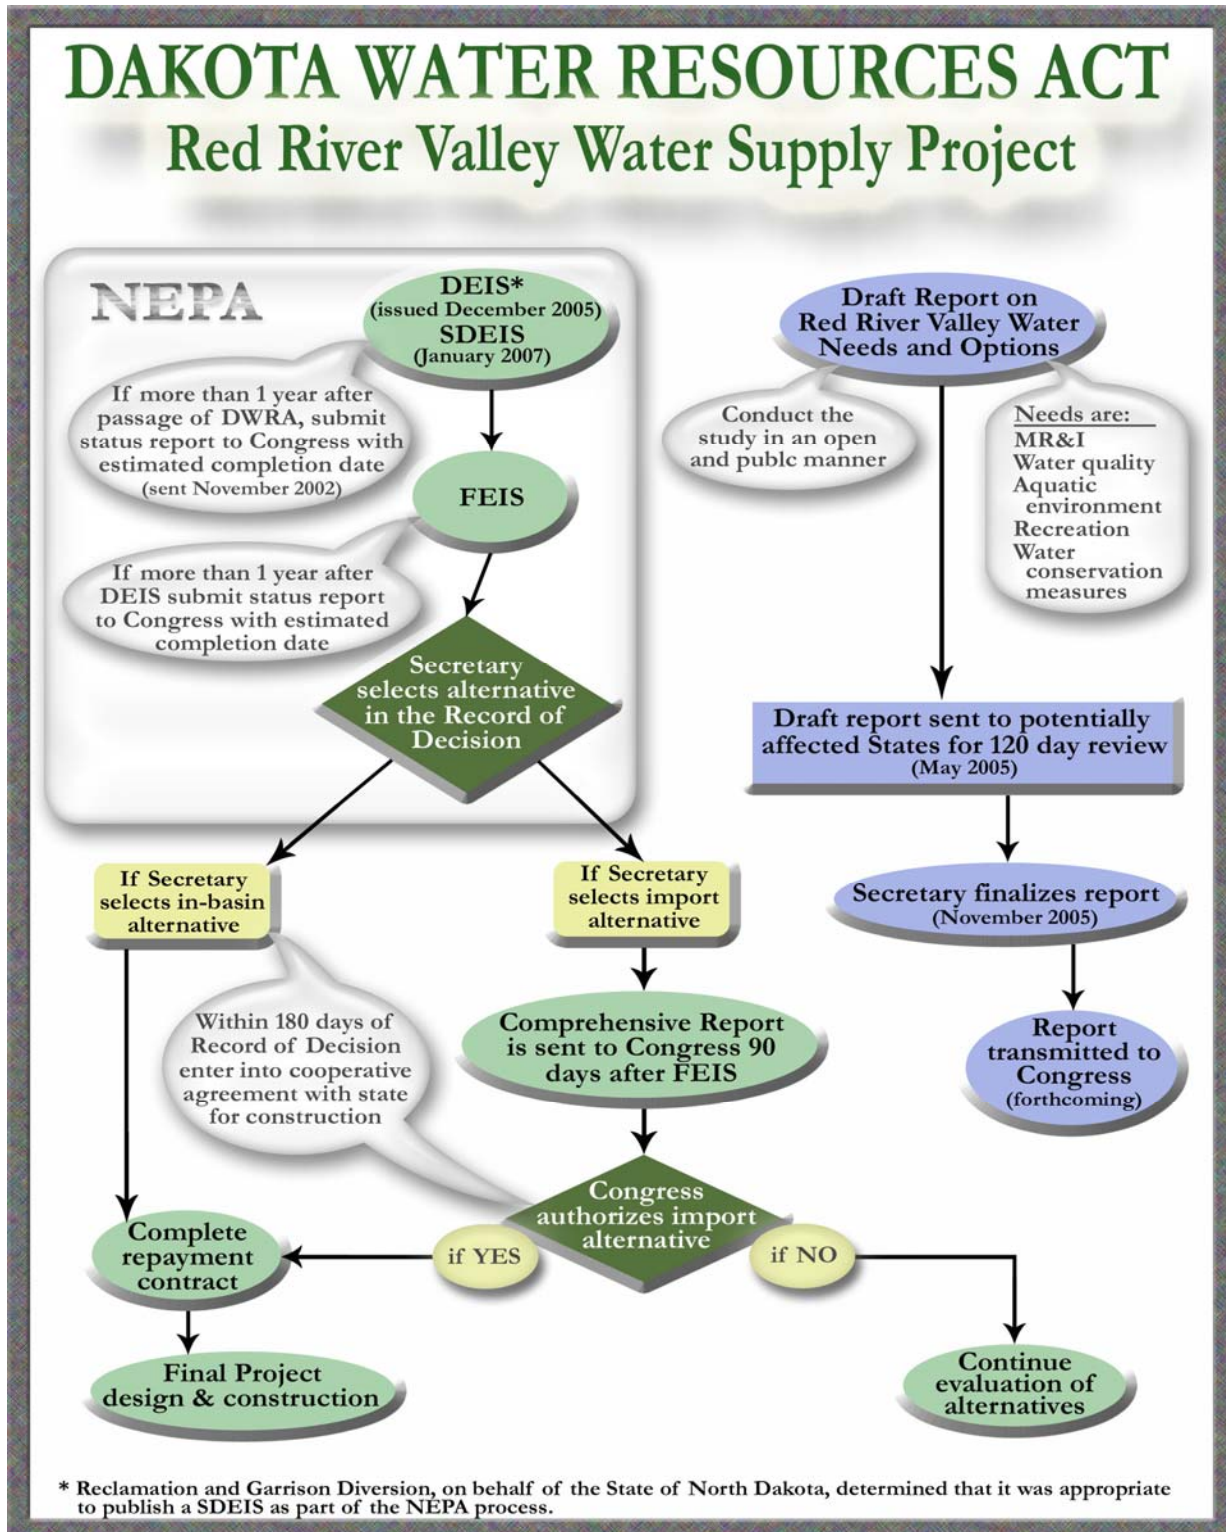 DAKOTA WATER RESOURCES ACT
Red River Valley Water Supply Project
NEPA
DEIS*
(issued December 2005)
SDEIS
(January 2007)
If more than 1 year after
passage of DWRA, submit
status report to Congress with
estimated completion date
(sent November 2002)
FEIS
If more than 1 year after
DEIS submit status report
to Congress with estimated
completion date
Secretary
selects alternative
in the Record of
Decision
If Secretary
selects in-basin
alternative
If Secretary
selects import
alternative
Within 180 days of
Record of Decision
enter into cooperative
agreement with state
for construction
Comprehensive Report
is sent to Congress 90
days after FEIS
Congress
authorizes import
alternative
if YES
if NO
Complete
repayment
contract
Final Project
design & construction
Continue
evaluation of
alternatives
Draft Report on
Red River Valley Water
Needs and Options
Conduct the
study in an open
and public manner
Needs are:
MR&I
Water quality
Aquatic
environment
Recreation
Water
conservation
measures
Draft report sent to potentially
affected States for 120 day review
(May 2005)
Secretary finalizes report
(November 2005)
Report
transmitted to
Congress
(forthcoming)
* Reclamation and Garrison Diversion, on behalf of the State of North Dakota, determined that it was appropriate
to publish a SDEIS as part of the NEPA process.